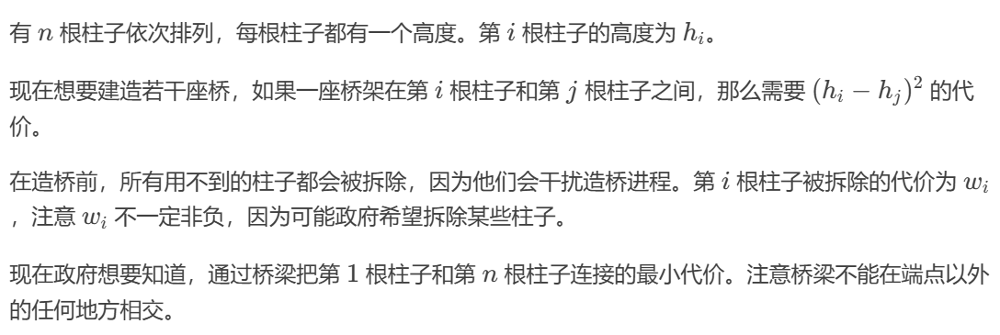 有 n 根柱子依次排列，每根柱子都有一个高度。第 i 根柱子的高度为 hᵢ。
现在想要建造若干座桥，如果一座桥架在第 i 根柱子和第 j 根柱子之间，那么需要 (hᵢ − hⱼ)² 的代
价。
在造桥前，所有用不到的柱子都会被拆除，因为他们会干扰造桥进程。第 i 根柱子被拆除的代价为 wᵢ
，注意 wᵢ 不一定非负，因为可能政府希望拆除某些柱子。
现在政府想要知道，通过桥梁把第 1 根柱子和第 n 根柱子连接的最小代价。注意桥梁不能在端点以外
的任何地方相交。